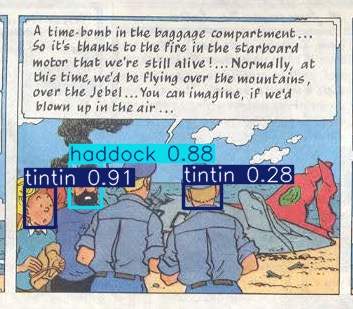 A time-bomb in the baggage compartment...
So it's thanks to the fire in the starboard
motor that we're still alive!... Normally, at
this time, we'd be flying over the mountains,
over the Jebel... You can imagine, if we'd
blown up in the air...
haddock 0.88
tintin 0.91
tintin 0.28